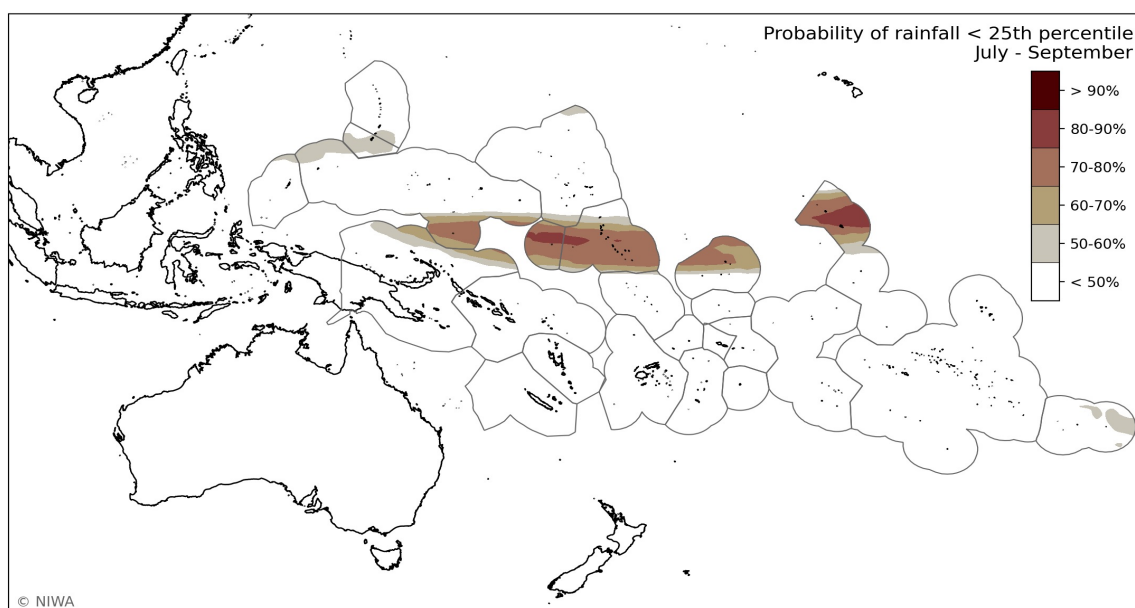 Probability of rainfall < 25th percentile
July - September
> 90%
80-90%
70-80%
60-70%
50-60%
< 50%
© NIWA